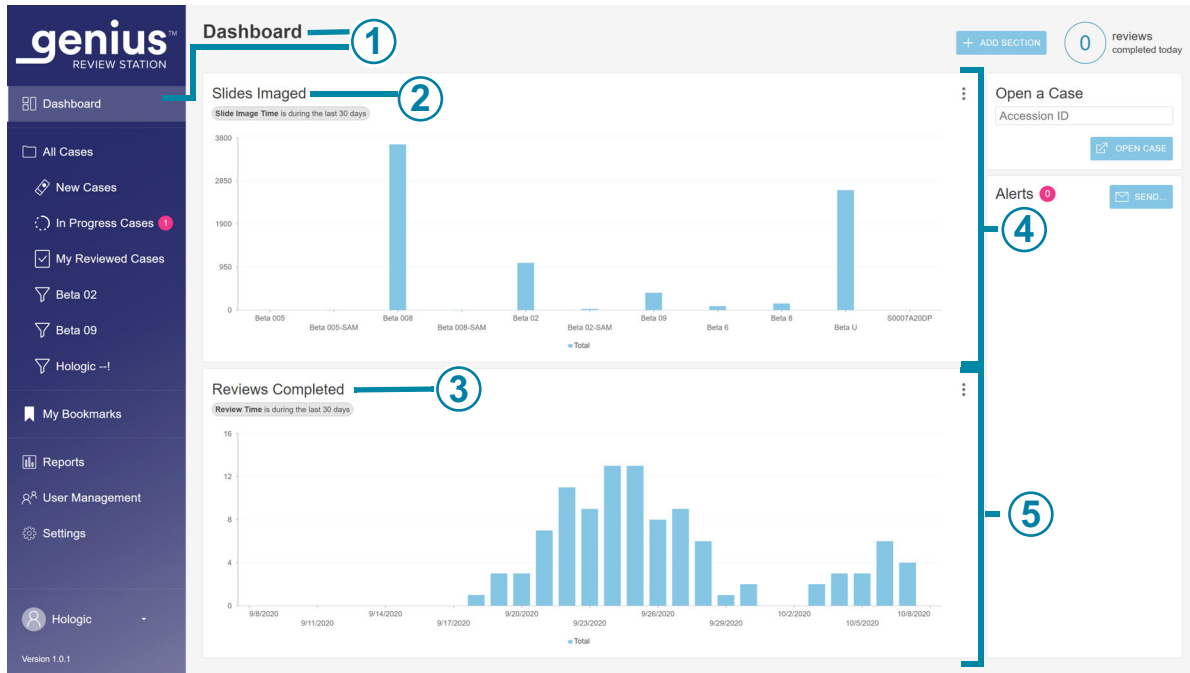 genius™
REVIEW STATION
Dashboard
All Cases
New Cases
In Progress Cases 1
My Reviewed Cases
Beta 02
Beta 09
Hologic --!
My Bookmarks
Reports
User Management
Settings
Hologic
Version 1.0.1
Dashboard
1
+ ADD SECTION
0 reviews
completed today
Slides Imaged
2
Slide Image Time is during the last 30 days
3800
2850
1900
950
0
Beta 005
Beta 005-SAM
Beta 008
Beta 008-SAM
Beta 02
Beta 02-SAM
Beta 09
Beta 6
Beta 8
Beta U
S0007A20DP
Total
Reviews Completed
3
Review Time is during the last 30 days
16
12
8
4
0
9/8/2020
9/11/2020
9/14/2020
9/17/2020
9/20/2020
9/23/2020
9/26/2020
9/29/2020
10/2/2020
10/5/2020
10/8/2020
Total
Open a Case
Accession ID
OPEN CASE
Alerts 0
SEND...
4
5